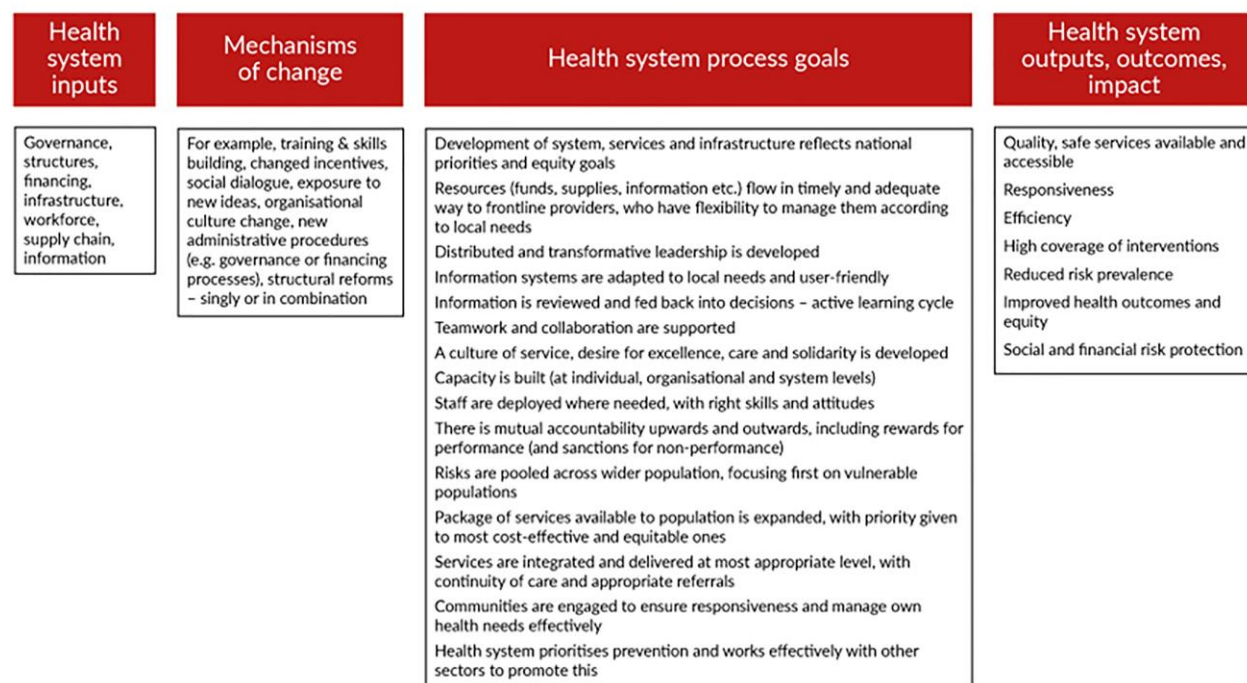 Health
system
inputs
Mechanisms
of change
Health system process goals
Health system
outputs, outcomes,
impact
Governance,
structures,
financing,
infrastructure,
workforce,
supply chain,
information
For example, training & skills
building, changed incentives,
social dialogue, exposure to
new ideas, organisational
culture change, new
administrative procedures
(e.g. governance or financing
processes), structural reforms
– singly or in combination
Development of system, services and infrastructure reflects national
priorities and equity goals
Resources (funds, supplies, information etc.) flow in timely and adequate
way to frontline providers, who have flexibility to manage them according
to local needs
Distributed and transformative leadership is developed
Information systems are adapted to local needs and user-friendly
Information is reviewed and fed back into decisions – active learning cycle
Teamwork and collaboration are supported
A culture of service, desire for excellence, care and solidarity is developed
Capacity is built (at individual, organisational and system levels)
Staff are deployed where needed, with right skills and attitudes
There is mutual accountability upwards and outwards, including rewards for
performance (and sanctions for non-performance)
Risks are pooled across wider population, focusing first on vulnerable
populations
Package of services available to population is expanded, with priority given
to most cost-effective and equitable ones
Services are integrated and delivered at most appropriate level, with
continuity of care and appropriate referrals
Communities are engaged to ensure responsiveness and manage own
health needs effectively
Health system prioritises prevention and works effectively with other
sectors to promote this
Quality, safe services available and
accessible
Responsiveness
Efficiency
High coverage of interventions
Reduced risk prevalence
Improved health outcomes and
equity
Social and financial risk protection